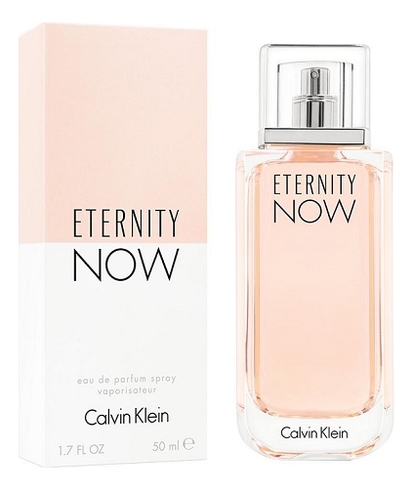 ETERNITY
NOW
eau de parfum spray
vaporisateur
Calvin Klein
1.7 FL OZ 50 ml ℮
ETERNITY
NOW
Calvin Klein